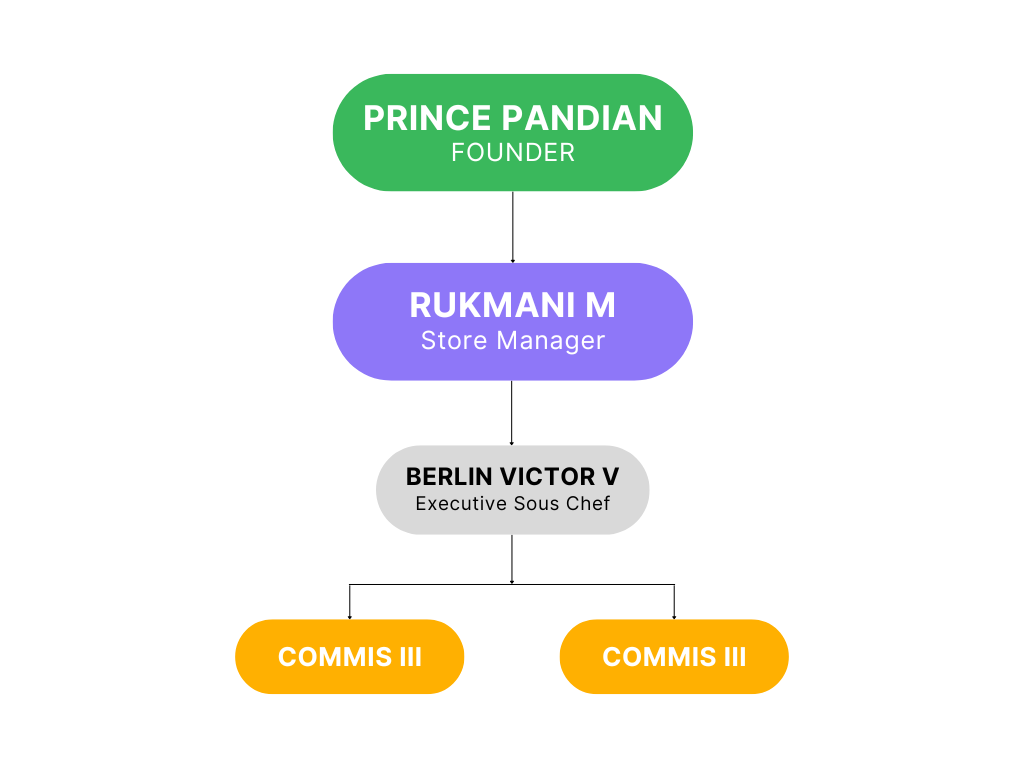 PRINCE PANDIAN
FOUNDER
RUKMANI M
Store Manager
BERLIN VICTOR V
Executive Sous Chef
COMMIS III
COMMIS III